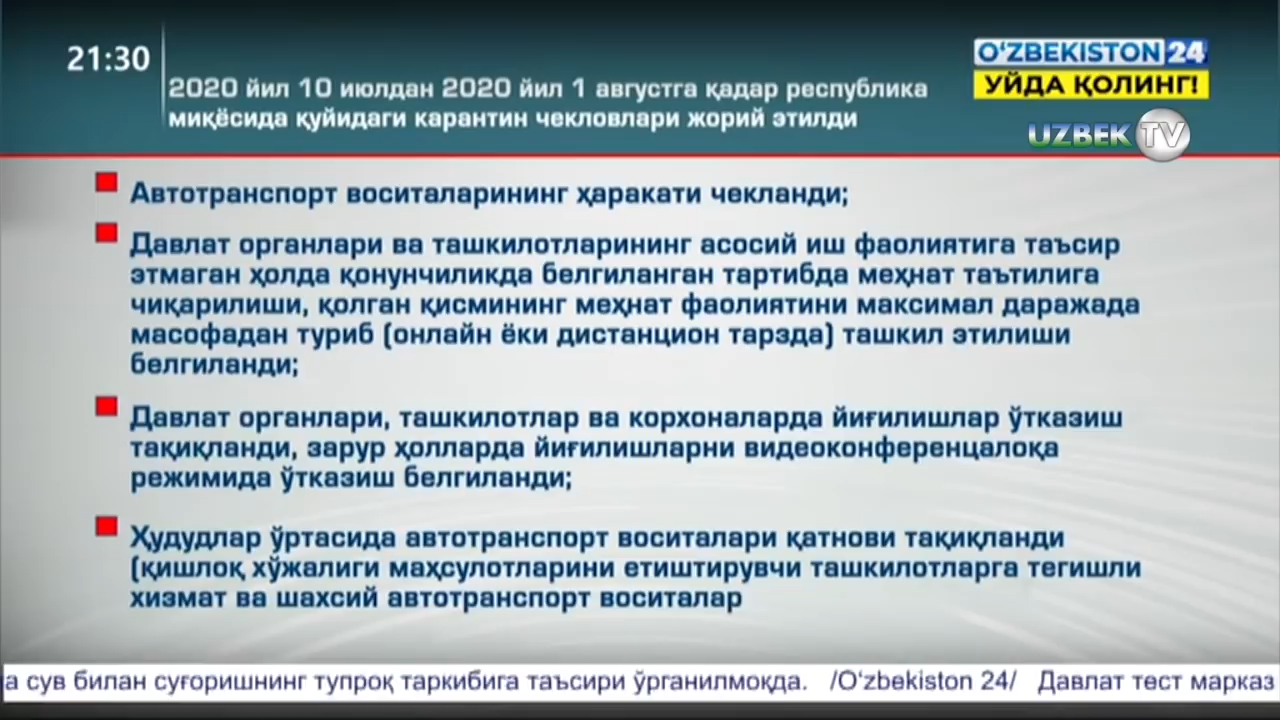 21:30
2020 йил 10 июлдан 2020 йил 1 августга қадар республика
миқёсида қуйидаги карантин чекловлари жорий этилди
OʻZBEKISTON 24
УЙДА ҚОЛИНГ!
UZBEK TV
Автотранспорт воситаларининг ҳаракати чекланди;
Давлат органлари ва ташкилотларининг асосий иш фаолиятига таъсир
этмаган ҳолда қонунчиликда белгиланган тартибда меҳнат таътилига
чиқарилиши, қолган қисмининг меҳнат фаолиятини максимал даражада
масофадан туриб (онлайн ёки дистанцион тарзда) ташкил этилиши
белгиланди;
Давлат органлари, ташкилотлар ва корхоналарда йиғилишлар ўтказиш
тақиқланди, зарур ҳолларда йиғилишларни видеоконференцалоқа
режимида ўтказиш белгиланди;
Ҳудудлар ўртасида автотранспорт воситалари қатнови тақиқланди
(қишлоқ хўжалиги маҳсулотларини етиштирувчи ташкилотларга тегишли
хизмат ва шахсий автотранспорт воситалар
а сув билан суғоришнинг тупроқ таркибига таъсири ўрганилмоқда. /Oʻzbekiston 24/ Давлат тест марказ